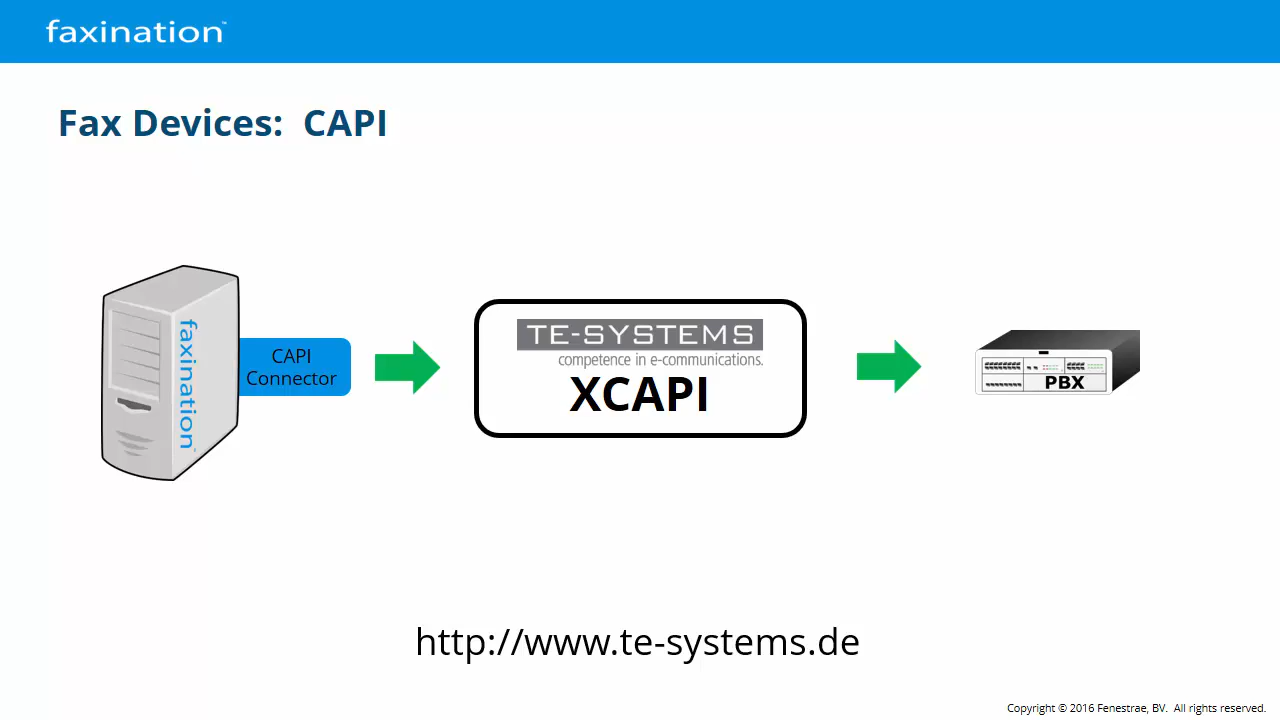 faxination™
Fax Devices: CAPI
faxination
CAPI
Connector
TE-SYSTEMS
competence in e-communications.
XCAPI
PBX
http://www.te-systems.de
Copyright © 2016 Fenestrae, BV. All rights reserved.